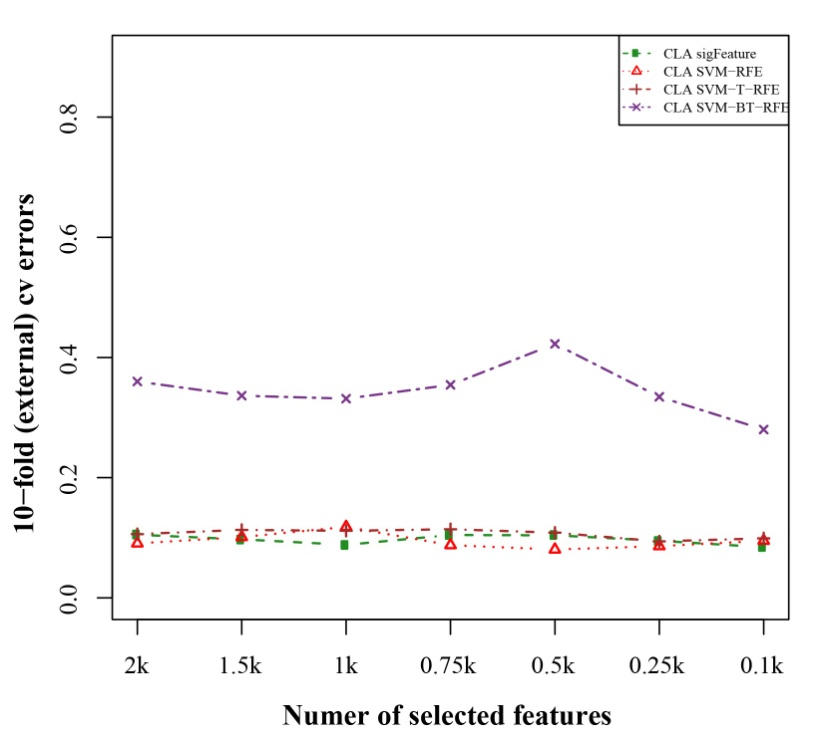 CLA sigFeature
CLA SVM−RFE
CLA SVM−T−RFE
CLA SVM−BT−RFE
10−fold (external) cv errors
0.8
0.6
0.4
0.2
0.0
2k 1.5k 1k 0.75k 0.5k 0.25k 0.1k
Numer of selected features